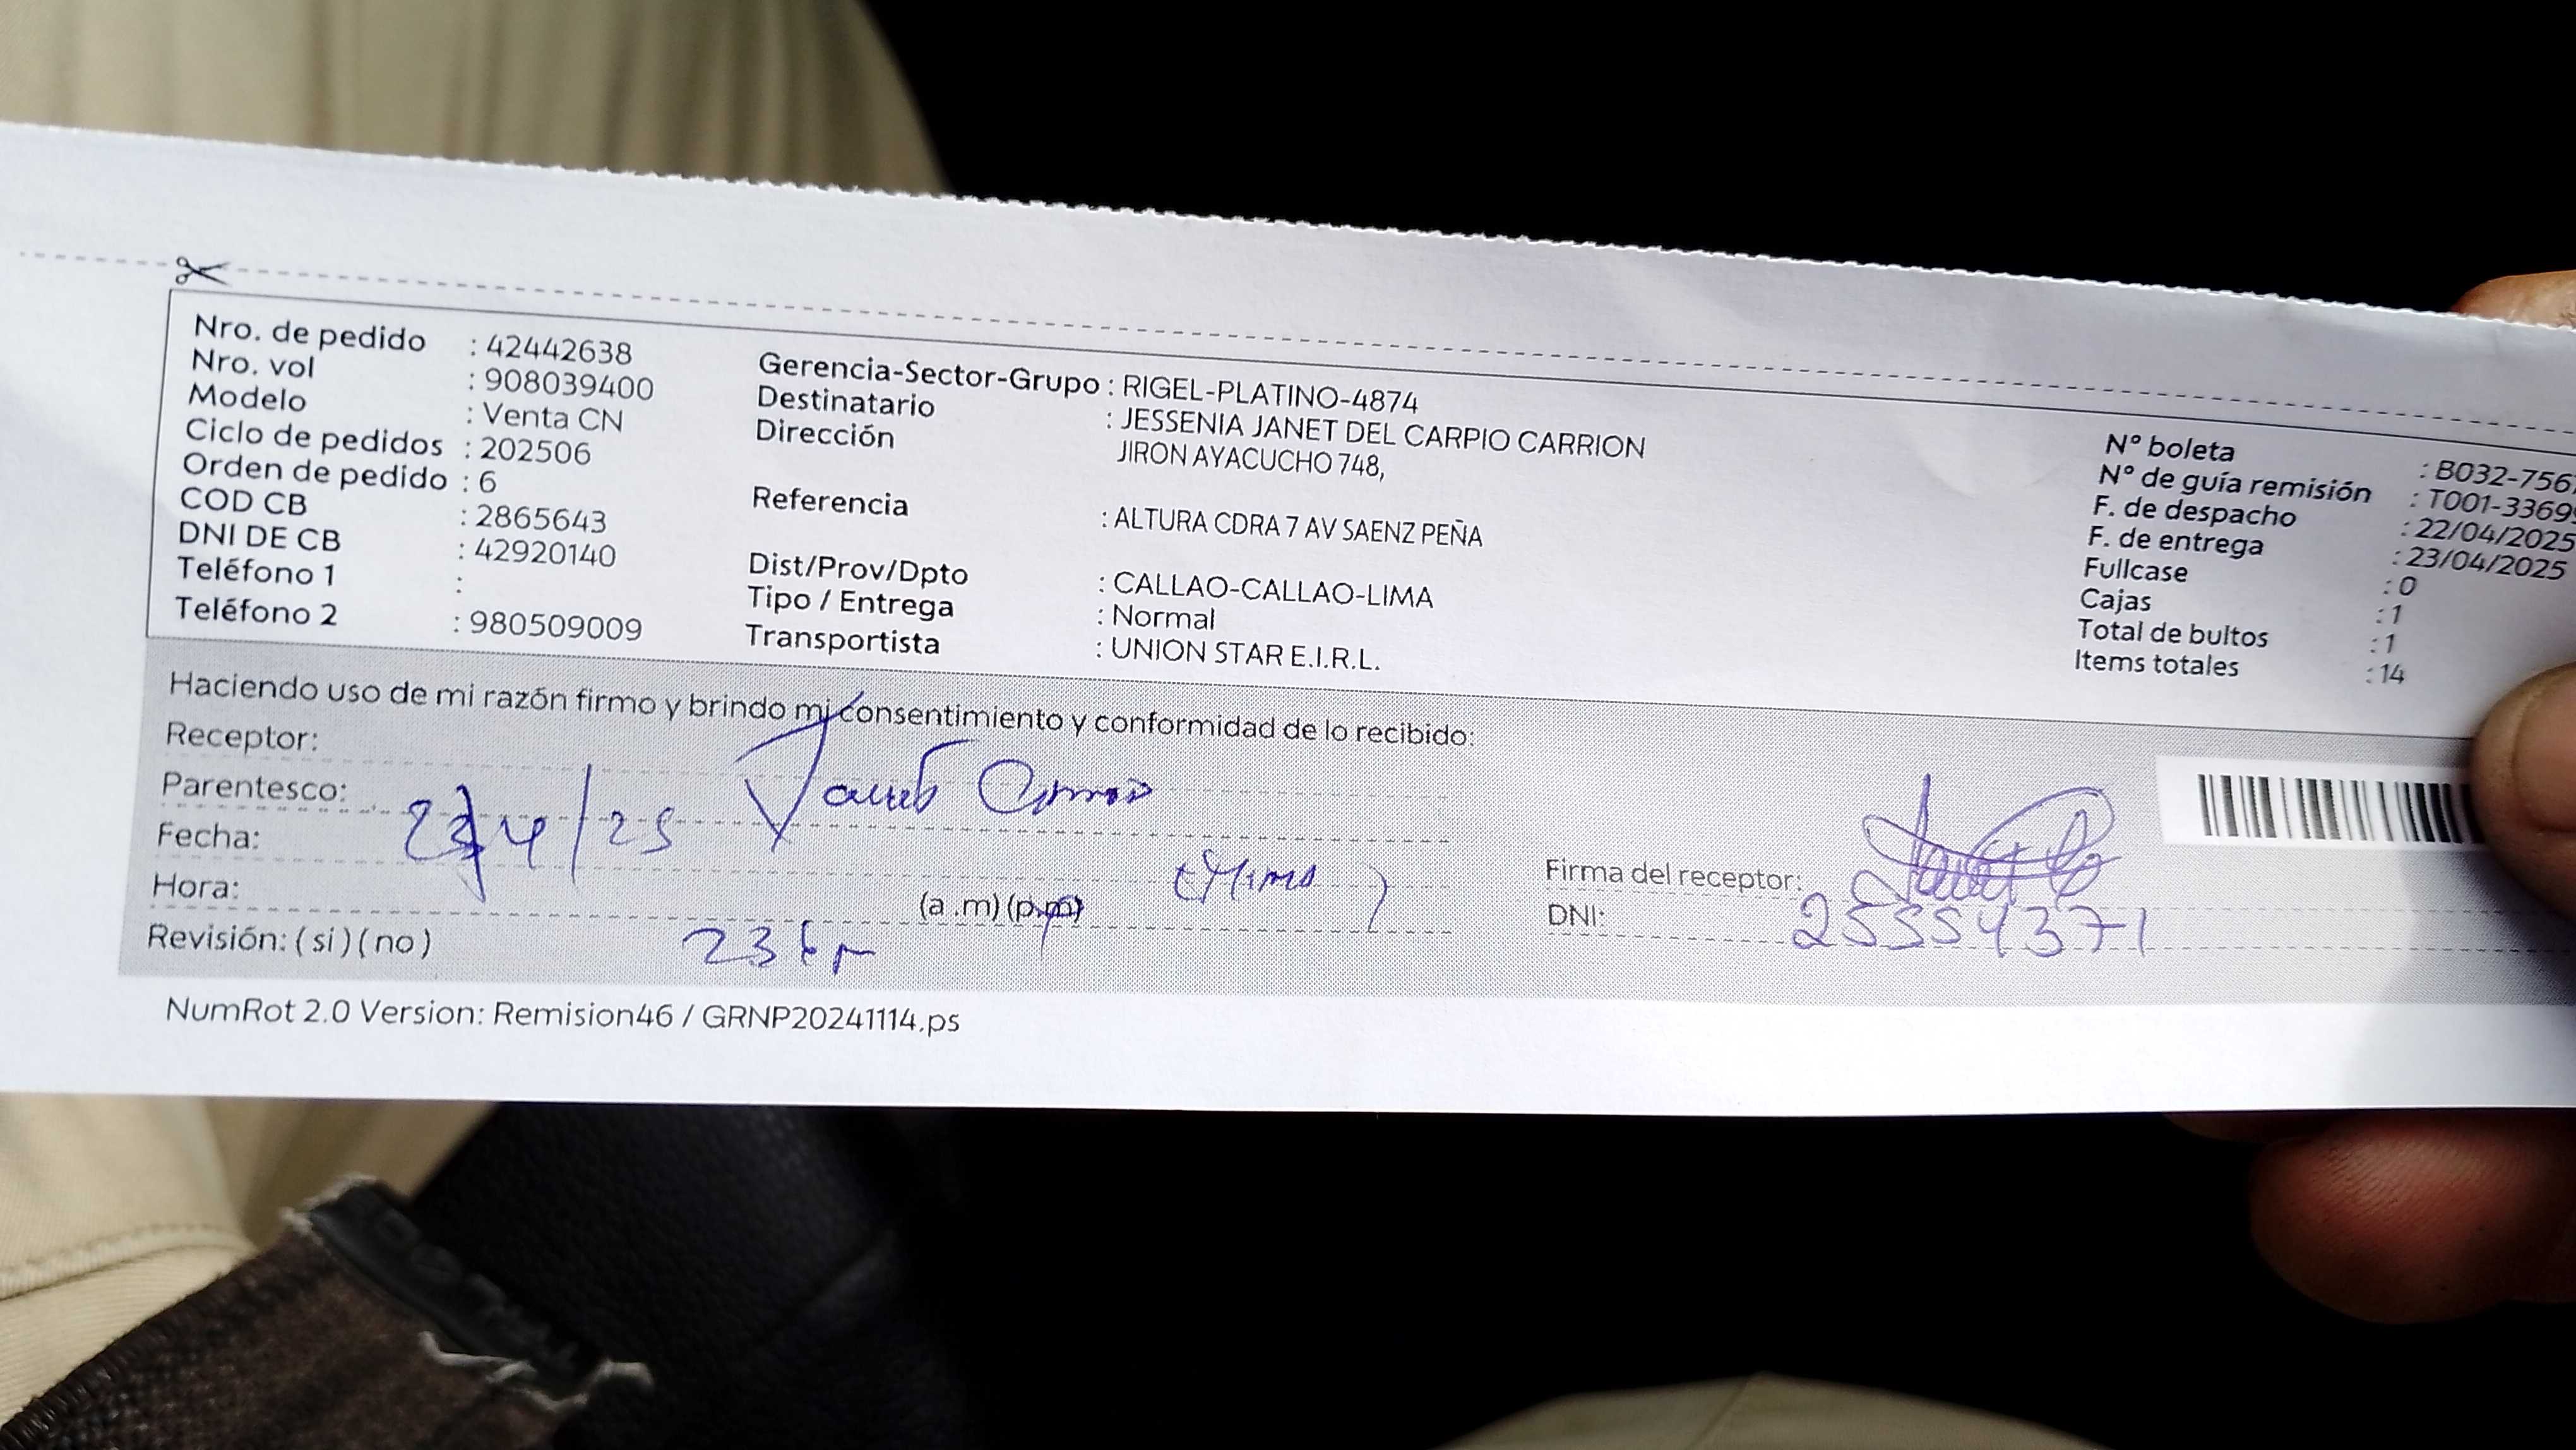 Nro. de pedido : 42442638
Nro. vol : 908039400
Modelo : Venta CN
Ciclo de pedidos : 202506
Orden de pedido : 6
COD CB : 2865643
DNI DE CB : 42920140
Teléfono 1 :
Teléfono 2 : 980509009
Gerencia-Sector-Grupo : RIGEL-PLATINO-4874
Destinatario : JESSENIA JANET DEL CARPIO CARRION
Dirección JIRON AYACUCHO 748,
Referencia : ALTURA CDRA 7 AV SAENZ PEÑA
Dist/Prov/Dpto : CALLAO-CALLAO-LIMA
Tipo / Entrega : Normal
Transportista : UNION STAR E.I.R.L.
N° boleta : B032-756
N° de guía remisión : T001-3369
F. de despacho : 22/04/2025
F. de entrega : 23/04/2025
Fullcase : 0
Cajas : 1
Total de bultos : 1
Items totales : 14
Haciendo uso de mi razón firmo y brindo mi consentimiento y conformidad de lo recibido:
Receptor:
Parentesco:
Fecha: 23/4/25
Hora: (a .m) (p.m)
Revisión: ( si ) ( no )
Firma del receptor:
DNI: 25554371
NumRot 2.0 Version: Remision46 / GRNP20241114.ps